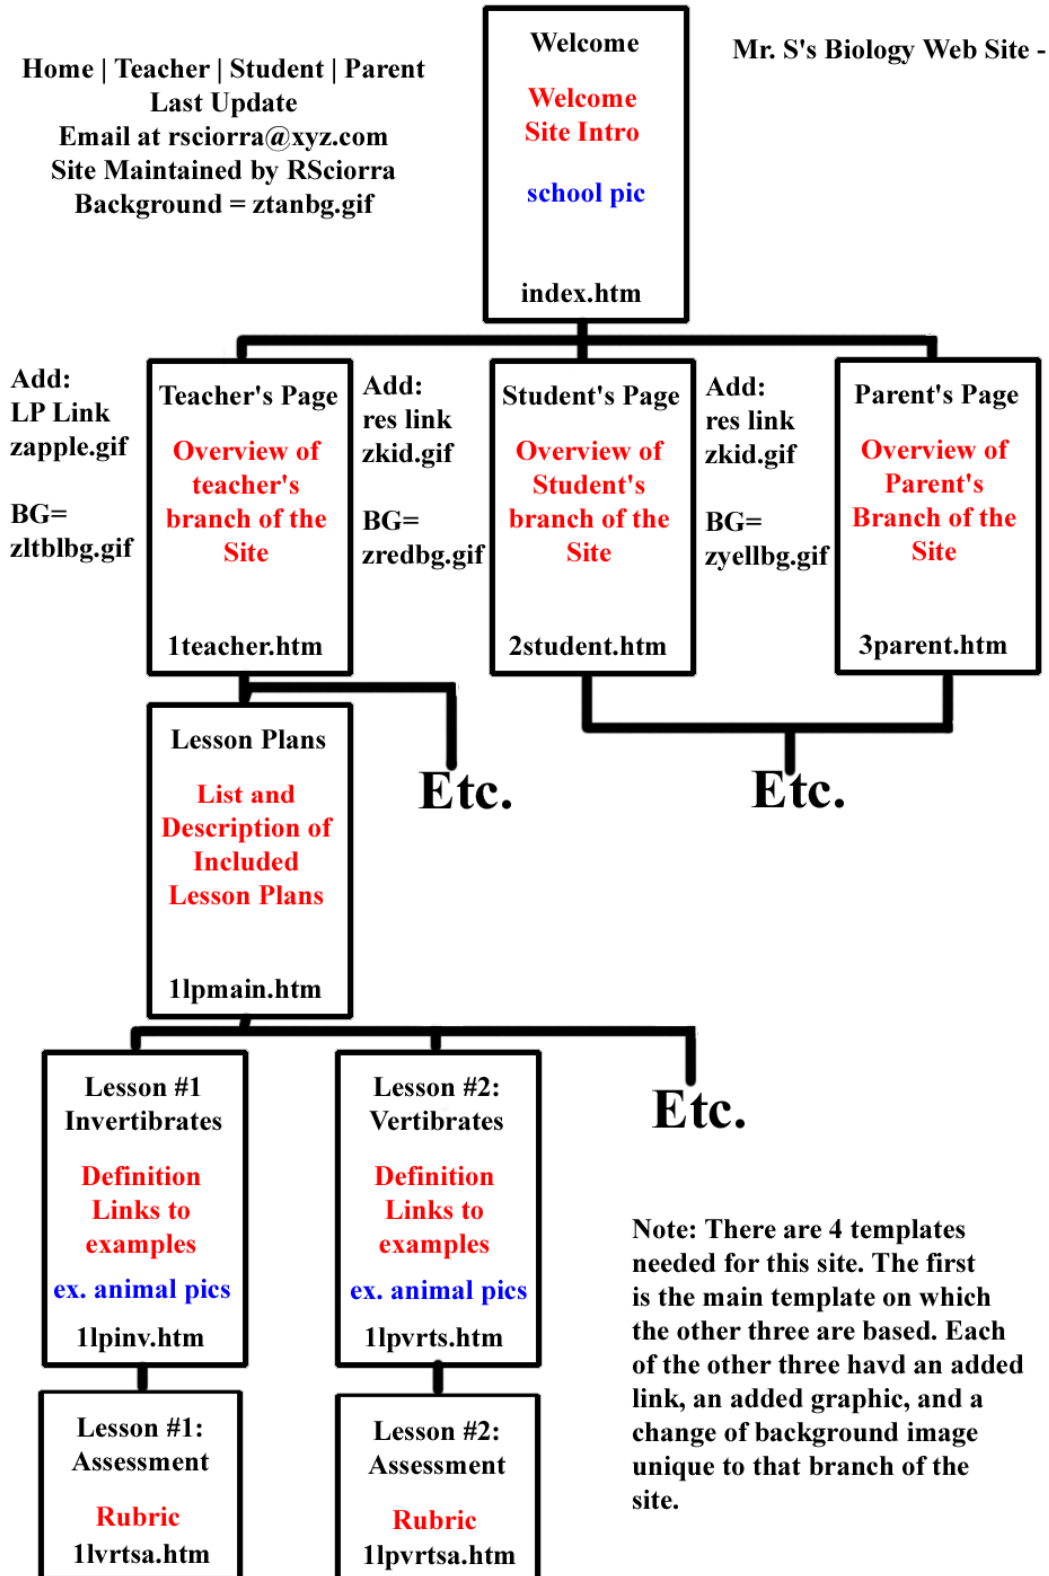 Mr. S's Biology Web Site -
Home | Teacher | Student | Parent
Last Update
Email at rsciorra@xyz.com
Site Maintained by RSciorra
Background = ztanbg.gif
Welcome
Welcome
Site Intro
school pic
index.htm
Add:
LP Link
zapple.gif
BG=
zltblbg.gif
Teacher's Page
Overview of
teacher's
branch of the
Site
1teacher.htm
Add:
res link
zkid.gif
BG=
zredbg.gif
Student's Page
Overview of
Student's
branch of the
Site
2student.htm
Add:
res link
zkid.gif
BG=
zyellbg.gif
Parent's Page
Overview of
Parent's
Branch of the
Site
3parent.htm
Lesson Plans
List and
Description of
Included
Lesson Plans
1lpmain.htm
Etc.
Etc.
Lesson #1
Invertibrates
Definition
Links to
examples
ex. animal pics
1lpinv.htm
Lesson #2:
Vertibrates
Definition
Links to
examples
ex. animal pics
1lpvrts.htm
Etc.
Lesson #1:
Assessment
Rubric
1lvrtsa.htm
Lesson #2:
Assessment
Rubric
1lpvrtsa.htm
Note: There are 4 templates
needed for this site. The first
is the main template on which
the other three are based. Each
of the other three havd an added
link, an added graphic, and a
change of background image
unique to that branch of the
site.